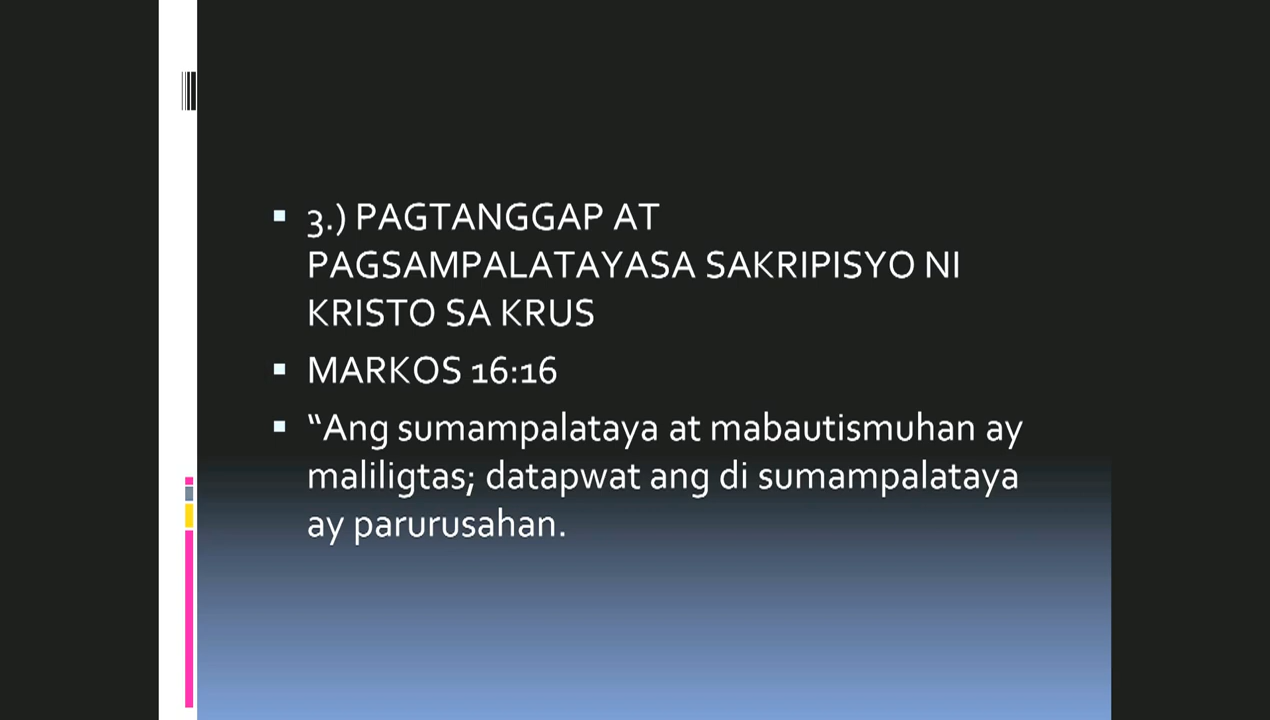 3.) PAGTANGGAP AT
PAGSAMPALATAYASA SAKRIPISYO NI
KRISTO SA KRUS
MARKOS 16:16
“Ang sumampalataya at mabautismuhan ay
maliligtas; datapwat ang di sumampalataya
ay parurusahan.